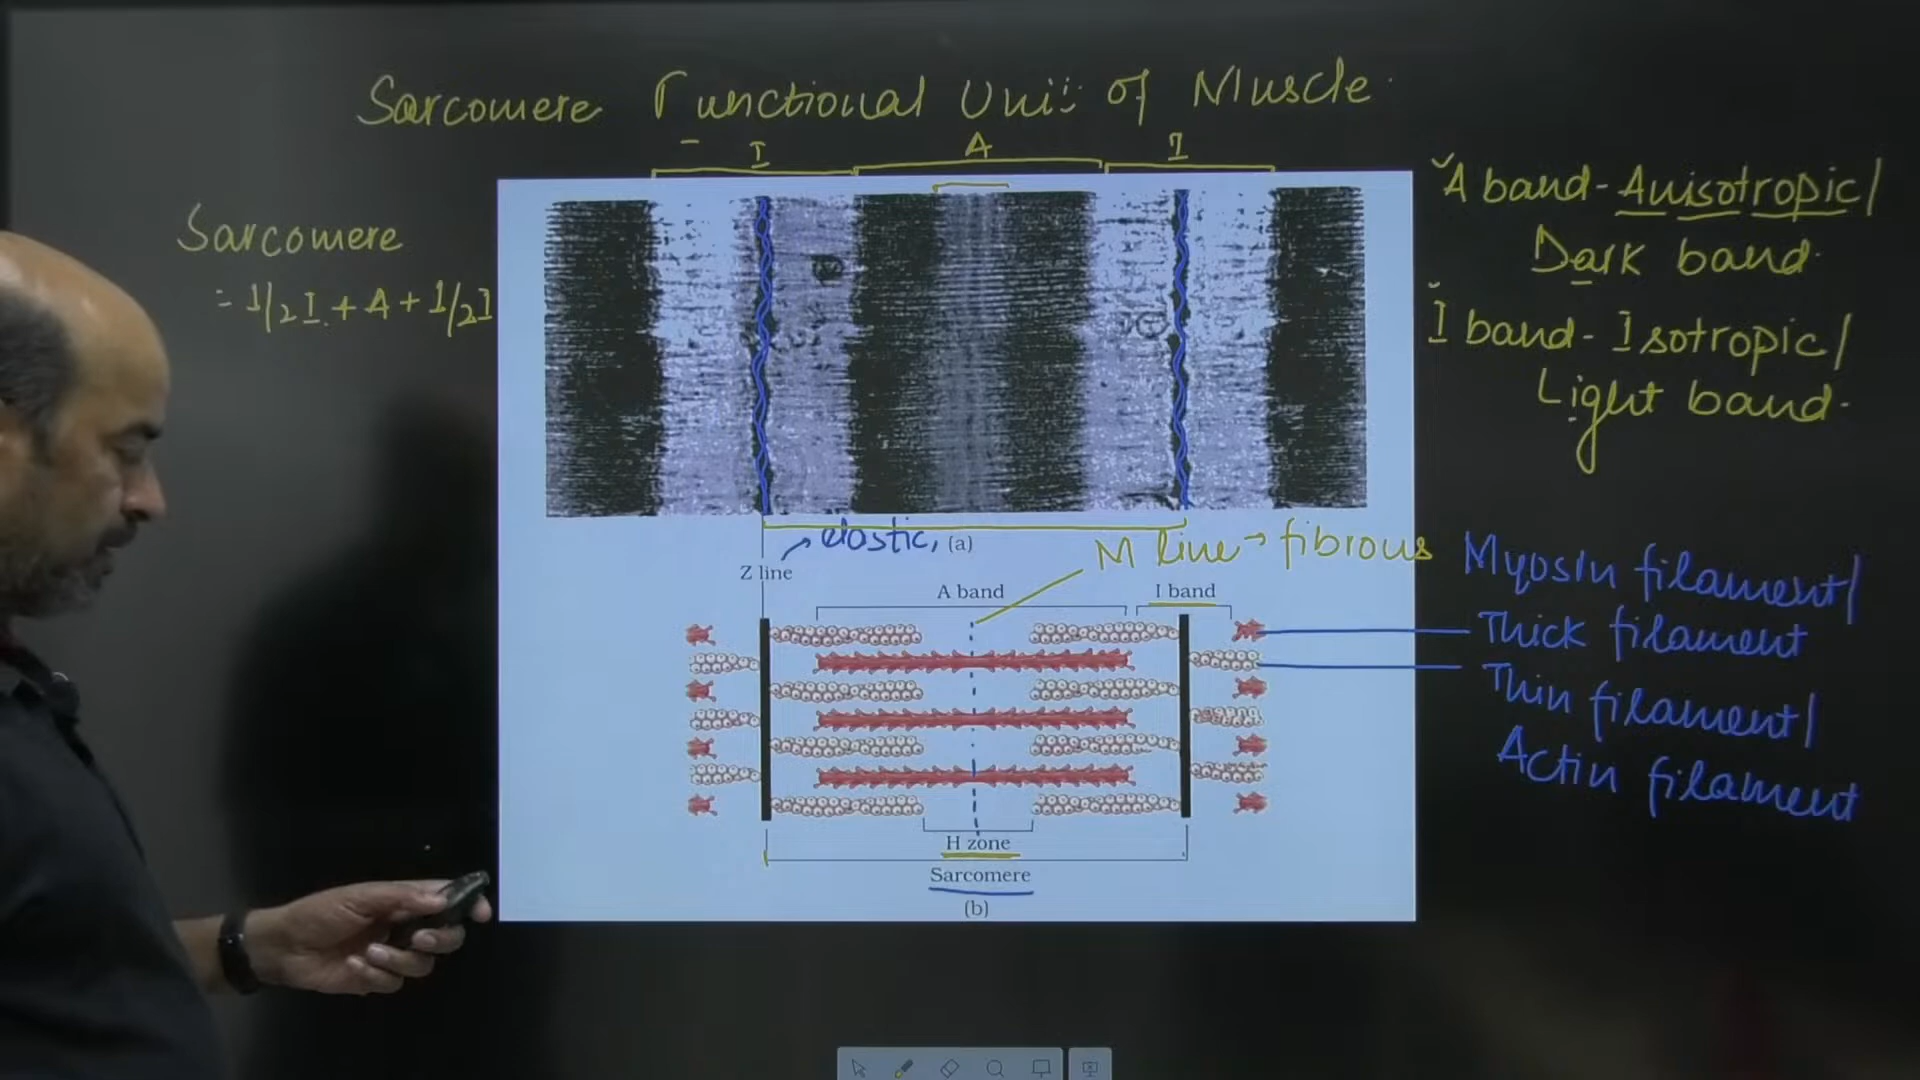 Sarcomere Functional Unit of Muscle.
I A I
Sarcomere
= 1/2 I + A + 1/2 I
A band - Anisotropic/
Dark band.
I band - Isotropic/
Light band.
elastic, (a)
M line → fibrous
Z line
A band I band
Myosin filament/
Thick filament
Thin filament/
Actin filament
H zone
Sarcomere
(b)